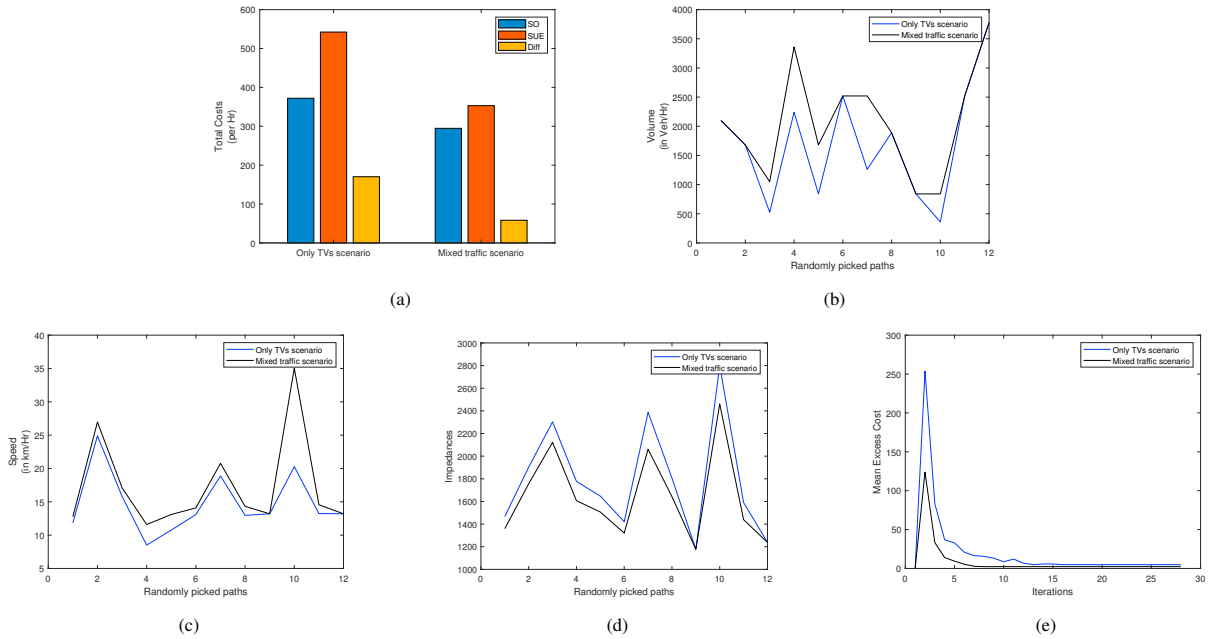 600
500
400
300
200
100
0
Total Costs
(per Hr)
SO
SUE
Diff
Only TVs scenario
Mixed traffic scenario
(a)
4000
3500
3000
2500
2000
1500
1000
500
0
Volume
(in Veh/Hr)
Only TVs scenario
Mixed traffic scenario
0 2 4 6 8 10 12
Randomly picked paths
(b)
40
35
30
25
20
15
10
5
Speed
(in km/Hr)
Only TVs scenario
Mixed traffic scenario
0 2 4 6 8 10 12
Randomly picked paths
(c)
3000
2800
2600
2400
2200
2000
1800
1600
1400
1200
1000
Impedances
Only TVs scenario
Mixed traffic scenario
0 2 4 6 8 10 12
Randomly picked paths
(d)
300
250
200
150
100
50
0
Mean Excess Cost
Only TVs scenario
Mixed traffic scenario
0 5 10 15 20 25 30
Iterations
(e)